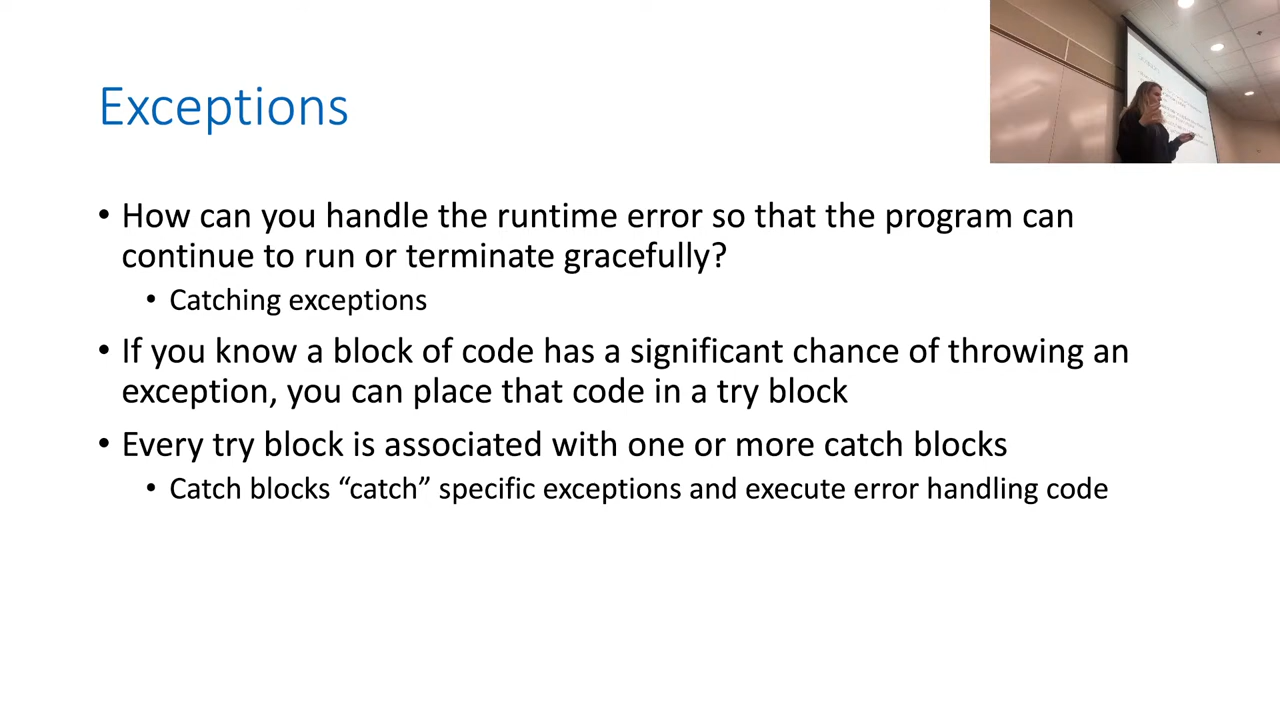 Exceptions
• How can you handle the runtime error so that the program can
continue to run or terminate gracefully?
• Catching exceptions
• If you know a block of code has a significant chance of throwing an
exception, you can place that code in a try block
• Every try block is associated with one or more catch blocks
• Catch blocks “catch” specific exceptions and execute error handling code